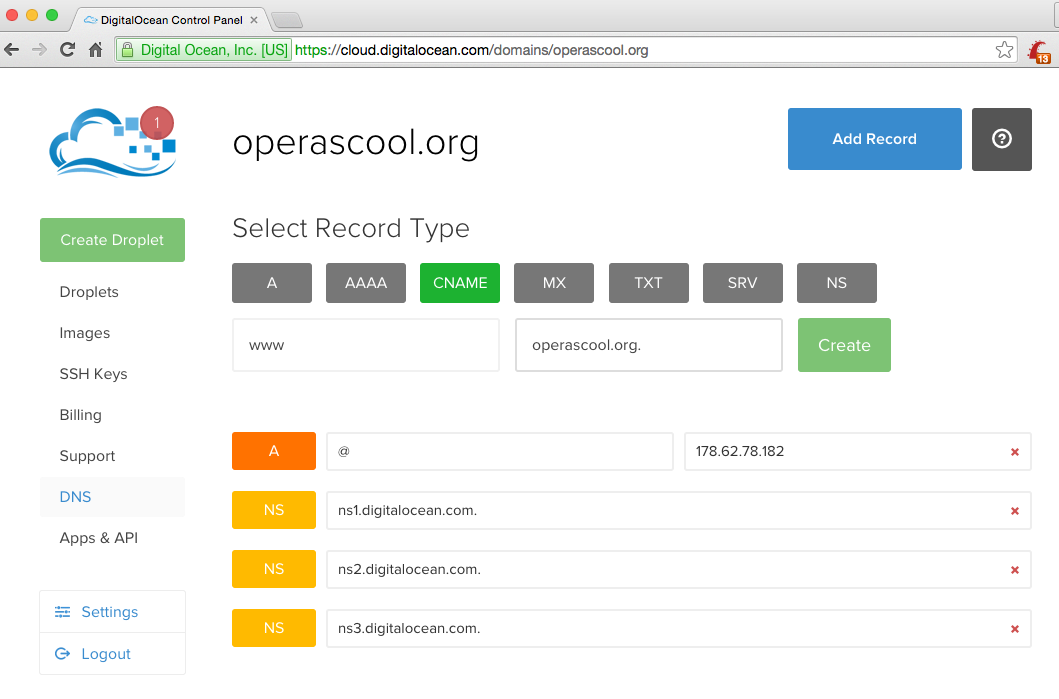 DigitalOcean Control Panel
Digital Ocean, Inc. [US] https://cloud.digitalocean.com/domains/operascool.org
13
1
operascool.org
Add Record
?
Create Droplet
Droplets
Images
SSH Keys
Billing
Support
DNS
Apps & API
Settings
Logout
Select Record Type
A AAAA CNAME MX TXT SRV NS
www operascool.org. Create
A @ 178.62.78.182
NS ns1.digitalocean.com.
NS ns2.digitalocean.com.
NS ns3.digitalocean.com.